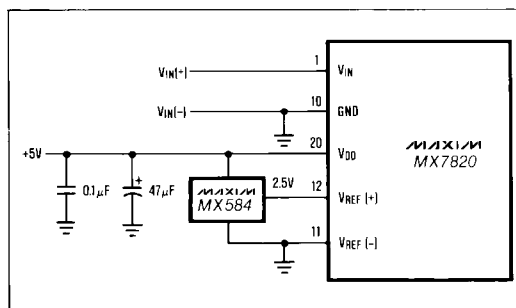 1
VIN(+)
VIN
10
VIN(-)
GND
20
+5V
VDD
MAXIM
MX7820
0.1µF
+
47µF
MAXIM
MX584
2.5V
12
VREF (+)
11
VREF (-)